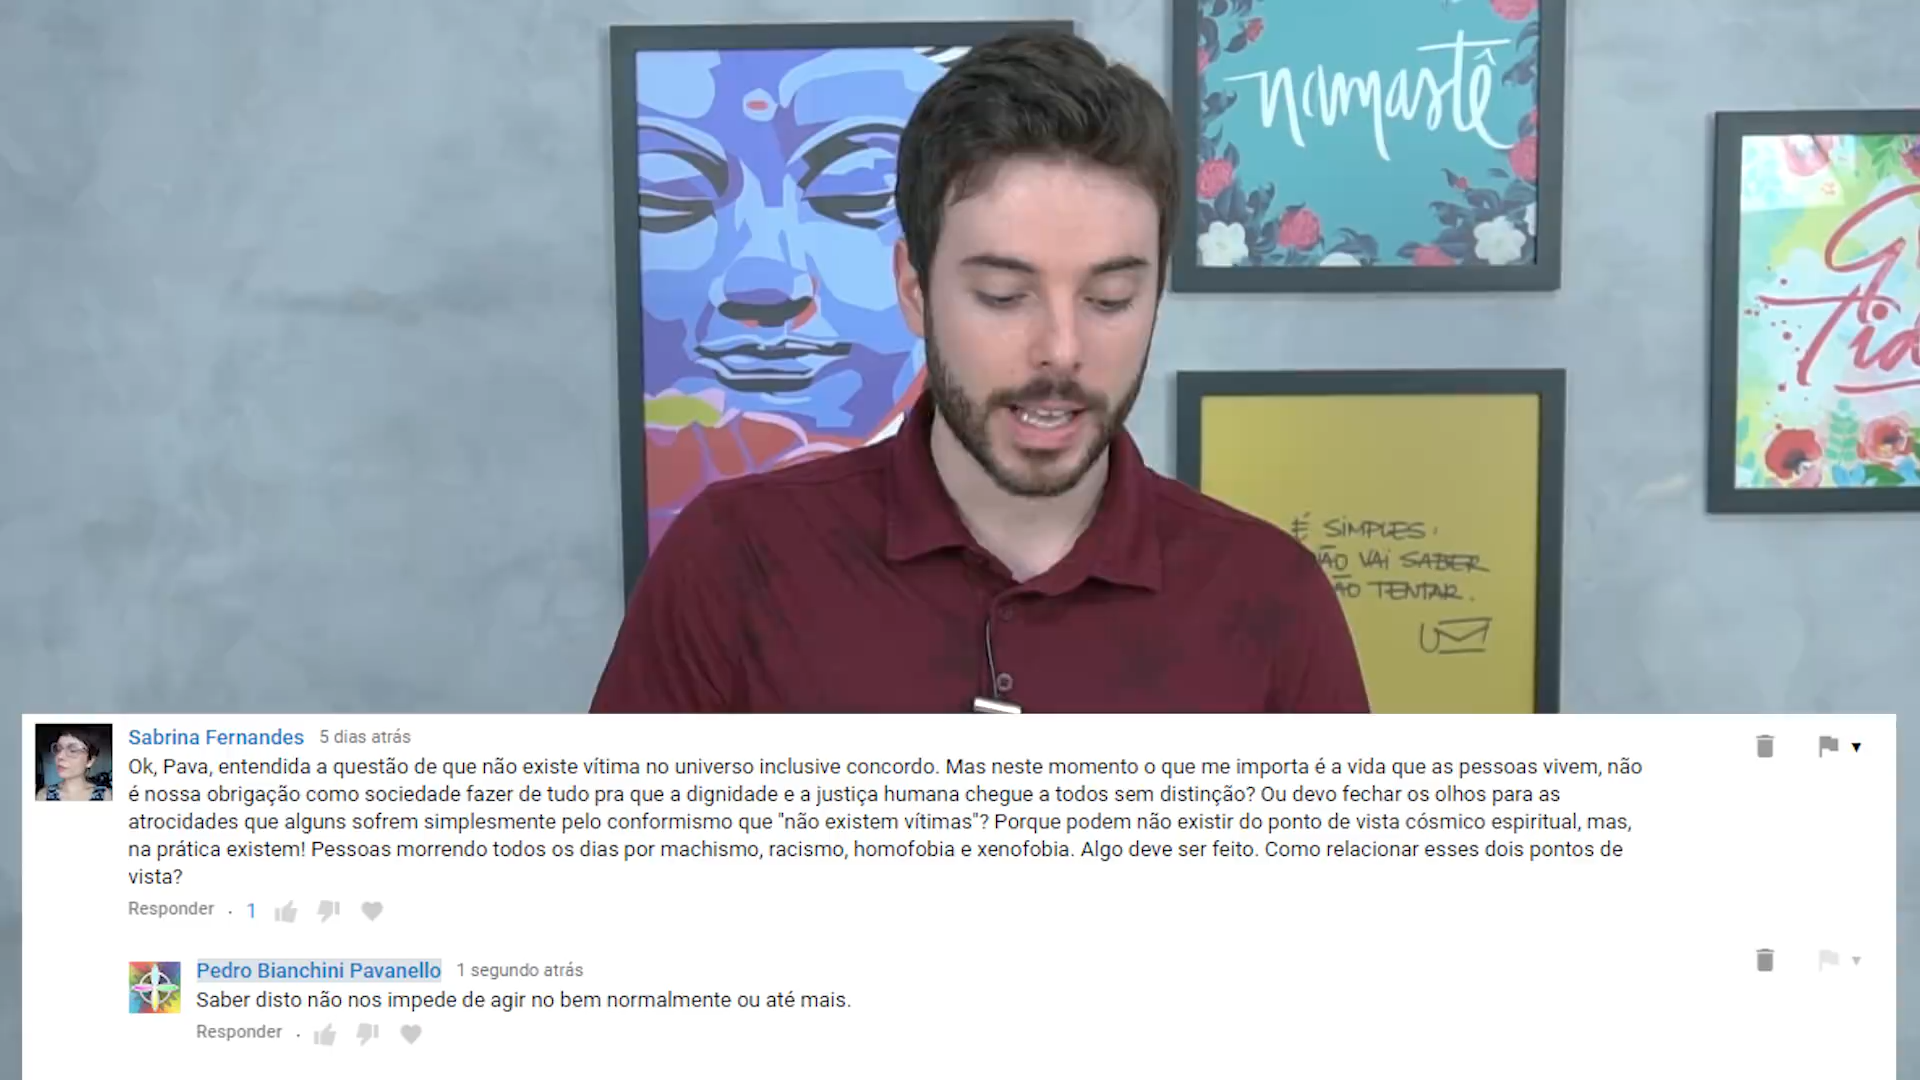 namastê
É SIMPLES.
VAI SABER
TENTAR.
Sabrina Fernandes 5 dias atrás
Ok, Pava, entendida a questão de que não existe vítima no universo inclusive concordo. Mas neste momento o que me importa é a vida que as pessoas vivem, não
é nossa obrigação como sociedade fazer de tudo pra que a dignidade e a justiça humana chegue a todos sem distinção? Ou devo fechar os olhos para as
atrocidades que alguns sofrem simplesmente pelo conformismo que "não existem vítimas"? Porque podem não existir do ponto de vista cósmico espiritual, mas,
na prática existem! Pessoas morrendo todos os dias por machismo, racismo, homofobia e xenofobia. Algo deve ser feito. Como relacionar esses dois pontos de
vista?
Responder . 1
Pedro Bianchini Pavanello 1 segundo atrás
Saber disto não nos impede de agir no bem normalmente ou até mais.
Responder .